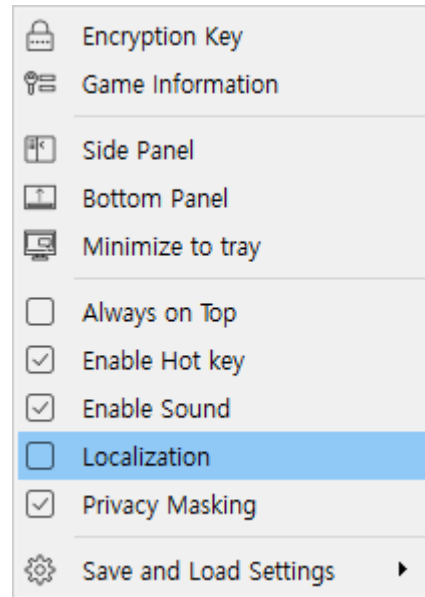 Encryption Key
Game Information
Side Panel
Bottom Panel
Minimize to tray
Always on Top
Enable Hot key
Enable Sound
Localization
Privacy Masking
Save and Load Settings